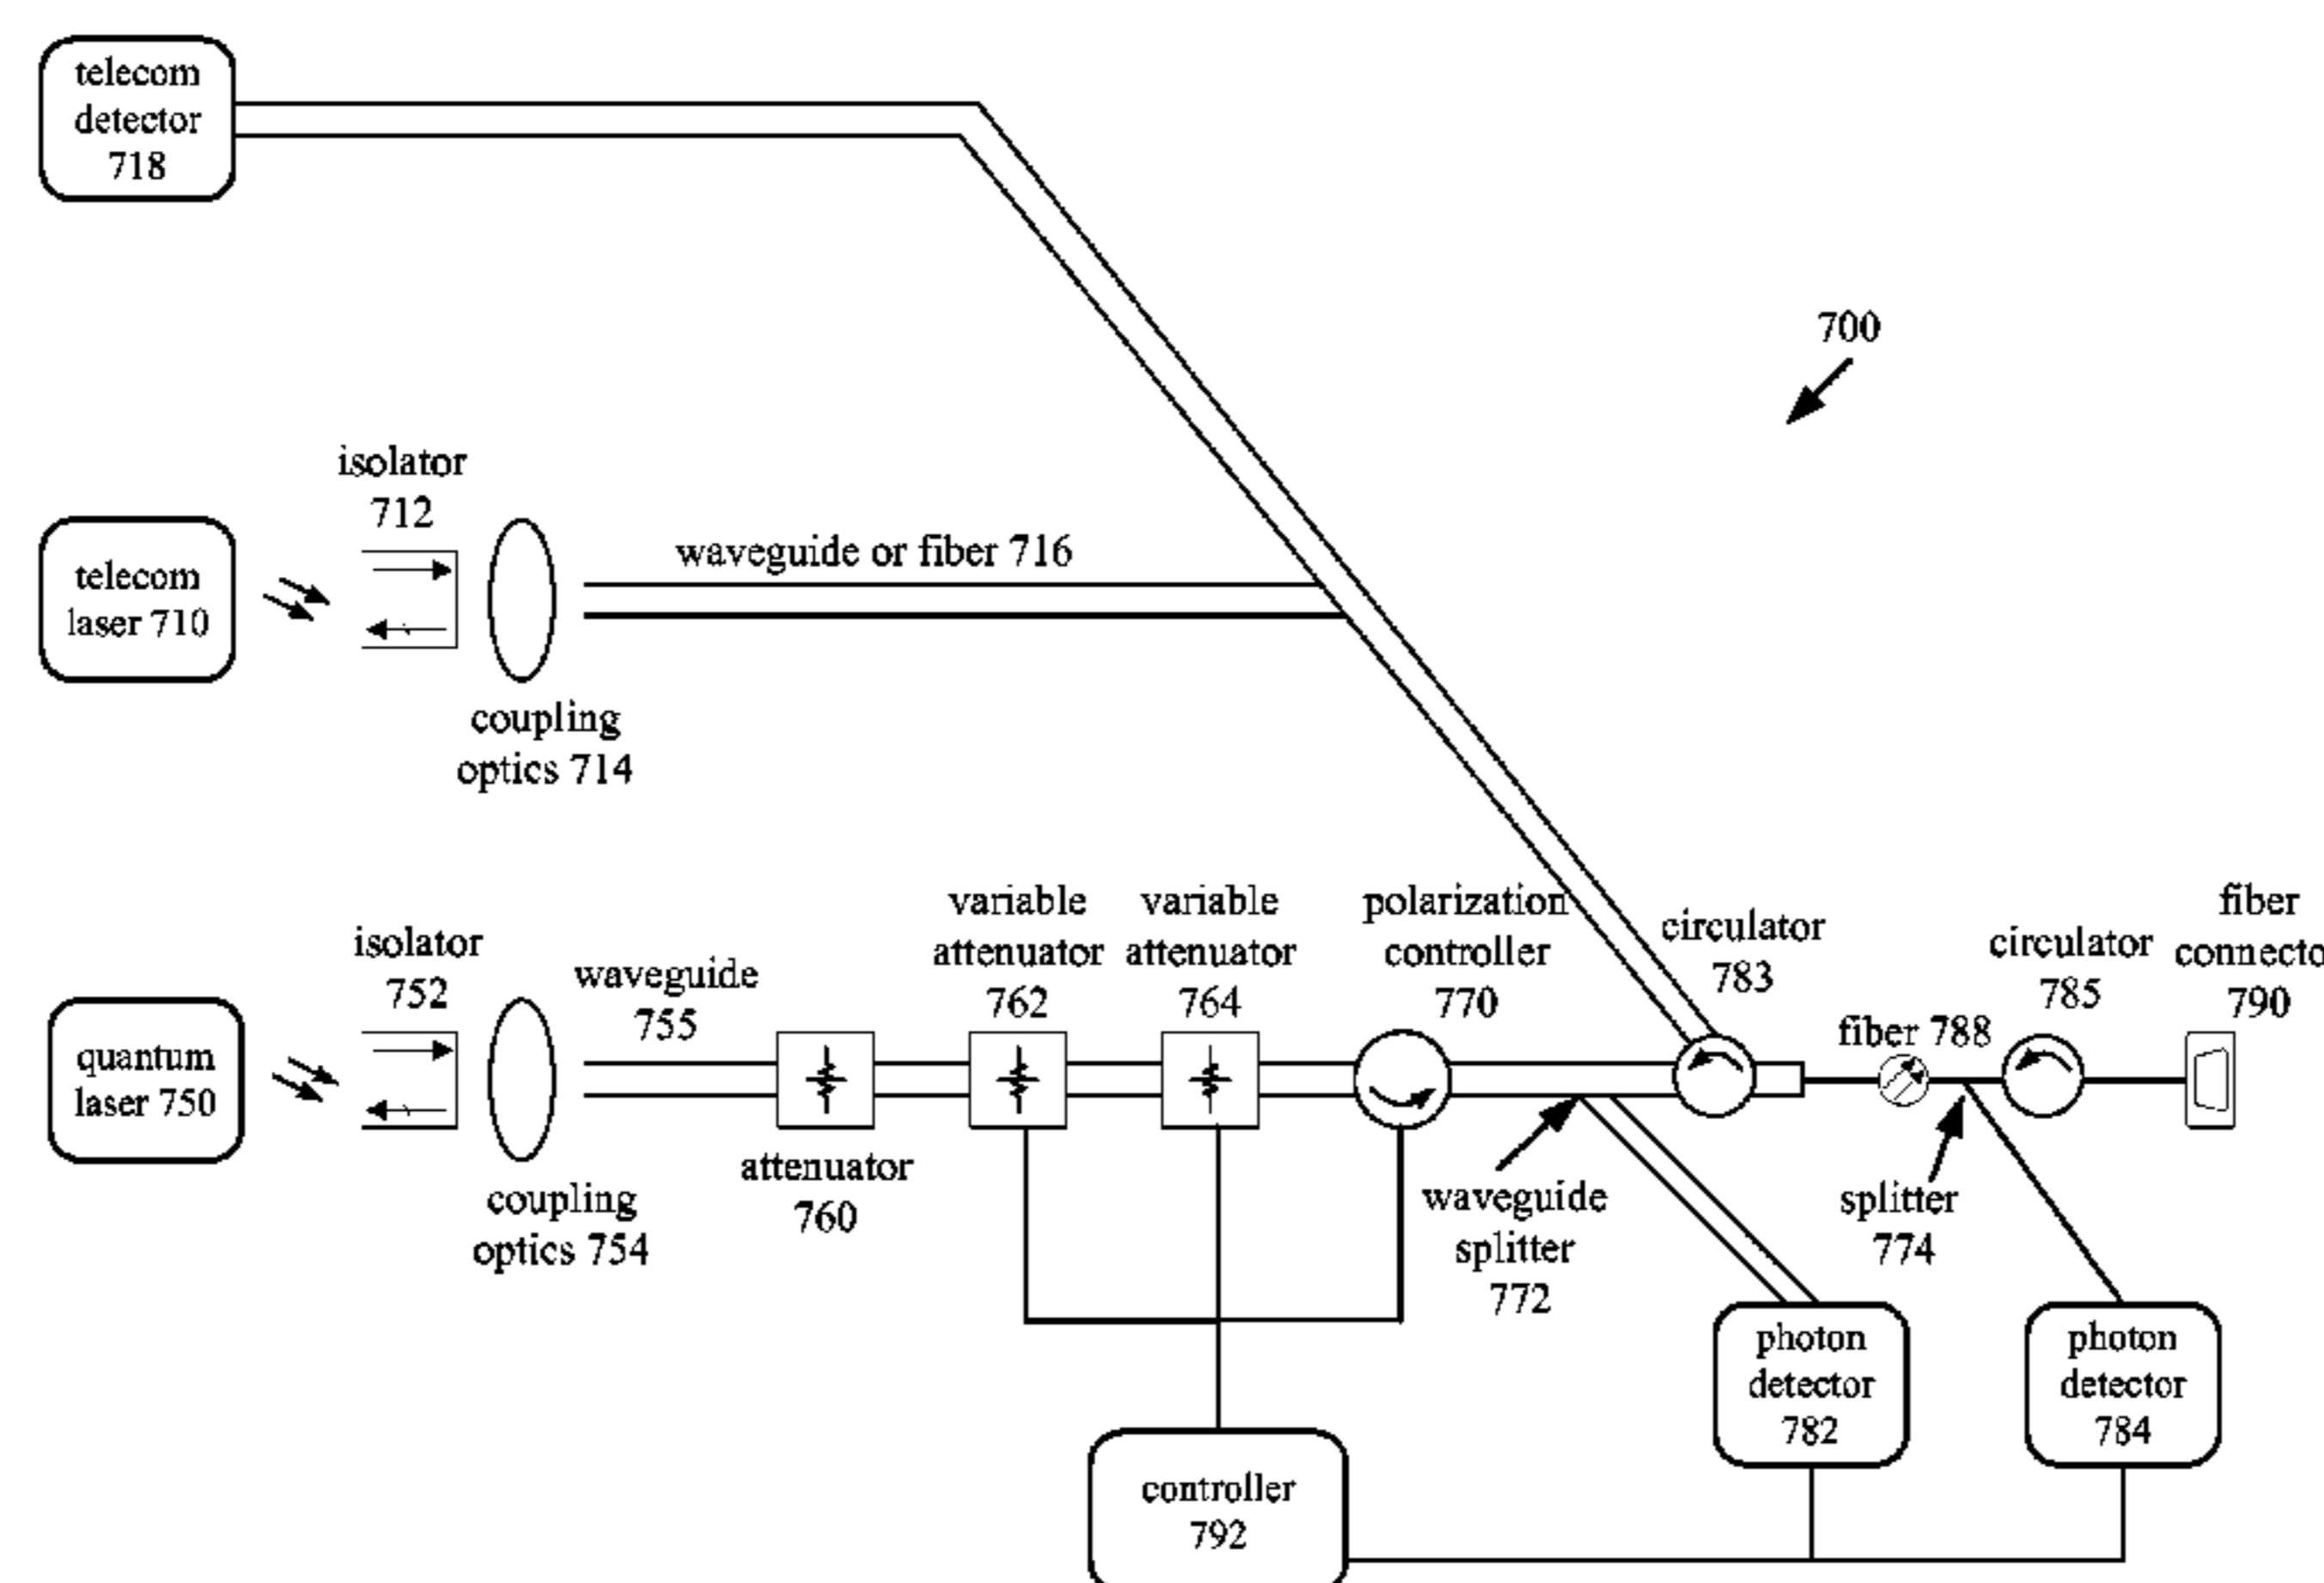 telecom
detector
718
700
isolator
712
telecom
laser 710
waveguide or fiber 716
coupling
optics 714
isolator
752
quantum
laser 750
coupling
optics 754
waveguide
755
attenuator
760
variable
attenuator
762
variable
attenuator
764
polarization
controller
770
waveguide
splitter
772
circulator
783
fiber 788
splitter
774
circulator
785
fiber
connecto
790
photon
detector
782
photon
detector
784
controller
792